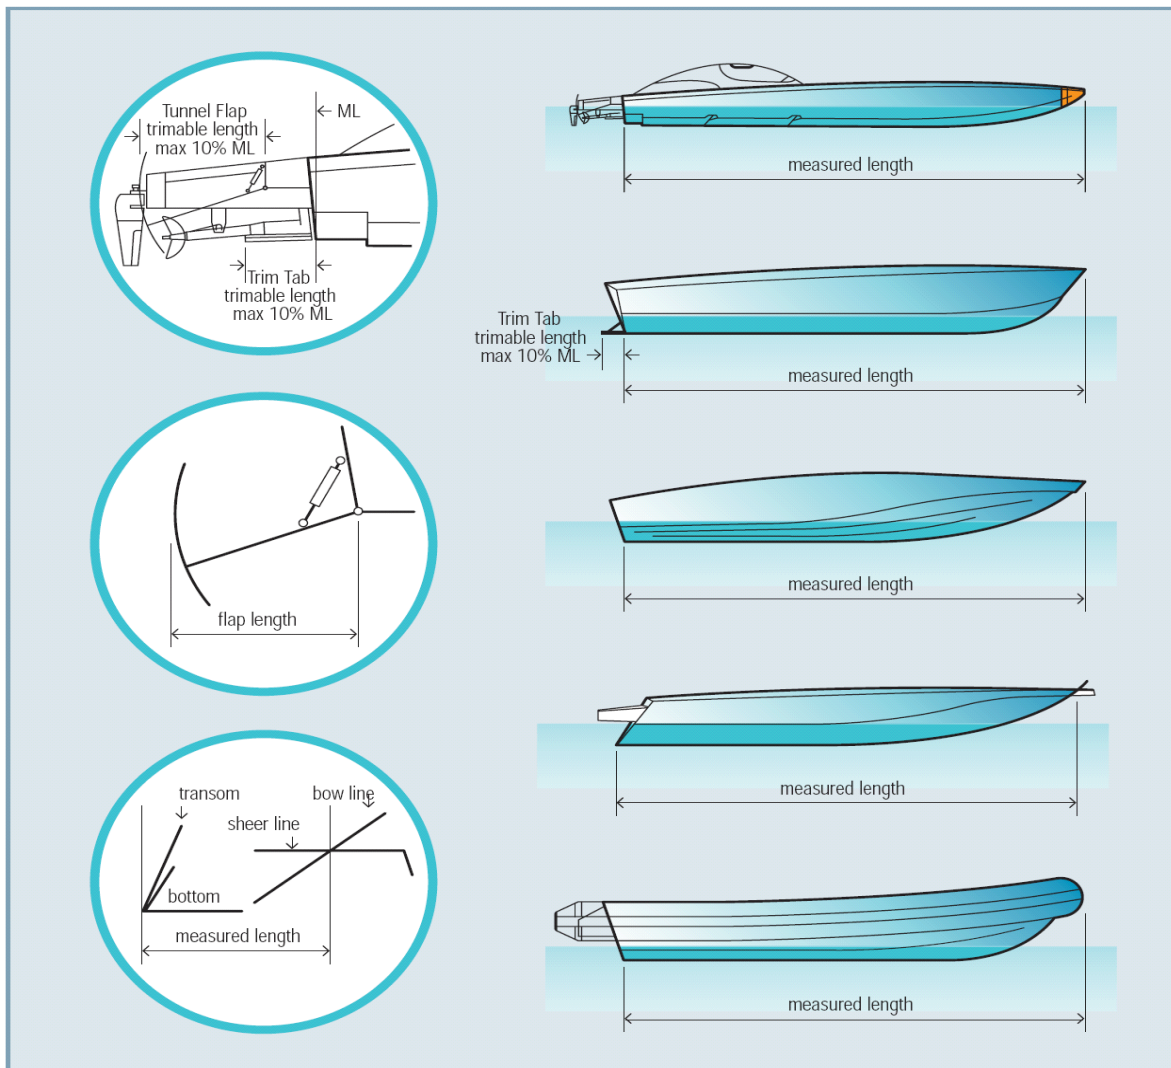 Tunnel Flap
trimable length
max 10% ML
ML
Trim Tab
trimable length
max 10% ML
flap length
transom
bow line
sheer line
bottom
measured length
measured length
Trim Tab
trimable length
max 10% ML
measured length
measured length
measured length
measured length